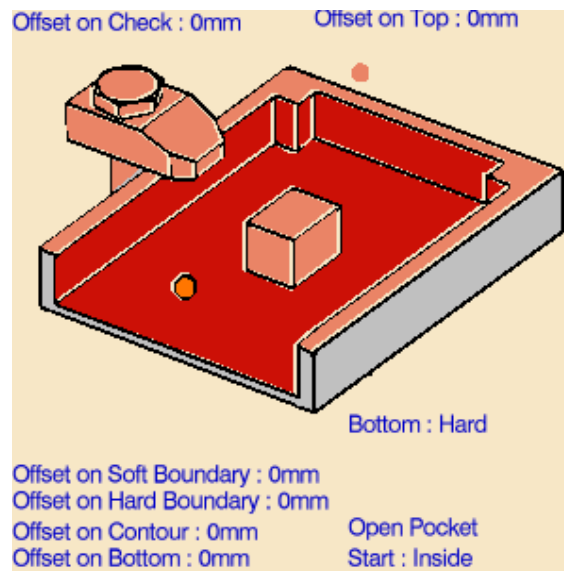 Offset on Check : 0mm
Offset on Top : 0mm
Bottom : Hard
Offset on Soft Boundary : 0mm
Offset on Hard Boundary : 0mm
Offset on Contour : 0mm
Open Pocket
Offset on Bottom : 0mm
Start : Inside